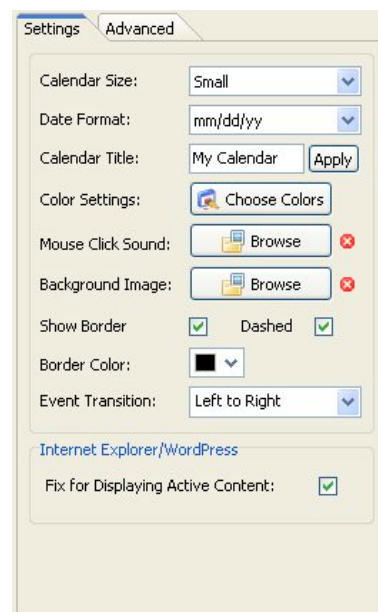 Settings Advanced
Calendar Size: Small
Date Format: mm/dd/yy
Calendar Title: My Calendar Apply
Color Settings: Choose Colors
Mouse Click Sound: Browse
Background Image: Browse
Show Border Dashed
Border Color:
Event Transition: Left to Right
Internet Explorer/WordPress
Fix for Displaying Active Content: